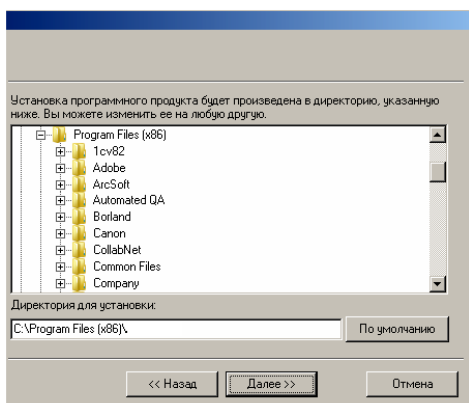 Установка программного продукта будет произведена в директорию, указанную
ниже. Вы можете изменить ее на любую другую.
Program Files (x86)
1cv82
Adobe
ArcSoft
Automated QA
Borland
Canon
CollabNet
Common Files
Company
Директория для установки:
C:\Program Files (x86)\.
По умолчанию
<< Назад
Далее >>
Отмена